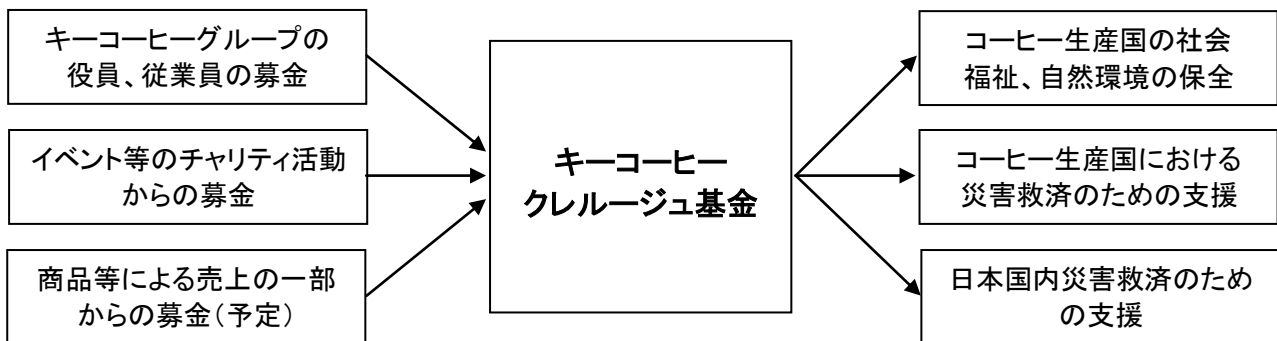 キーコーヒーグループの
役員、従業員の募金
イベント等のチャリティ活動
からの募金
商品等による売上の一部
からの募金（予定）
キーコーヒー
クレルージュ基金
コーヒー生産国の社会
福祉、自然環境の保全
コーヒー生産国における
災害救済のための支援
日本国内災害救済のため
の支援